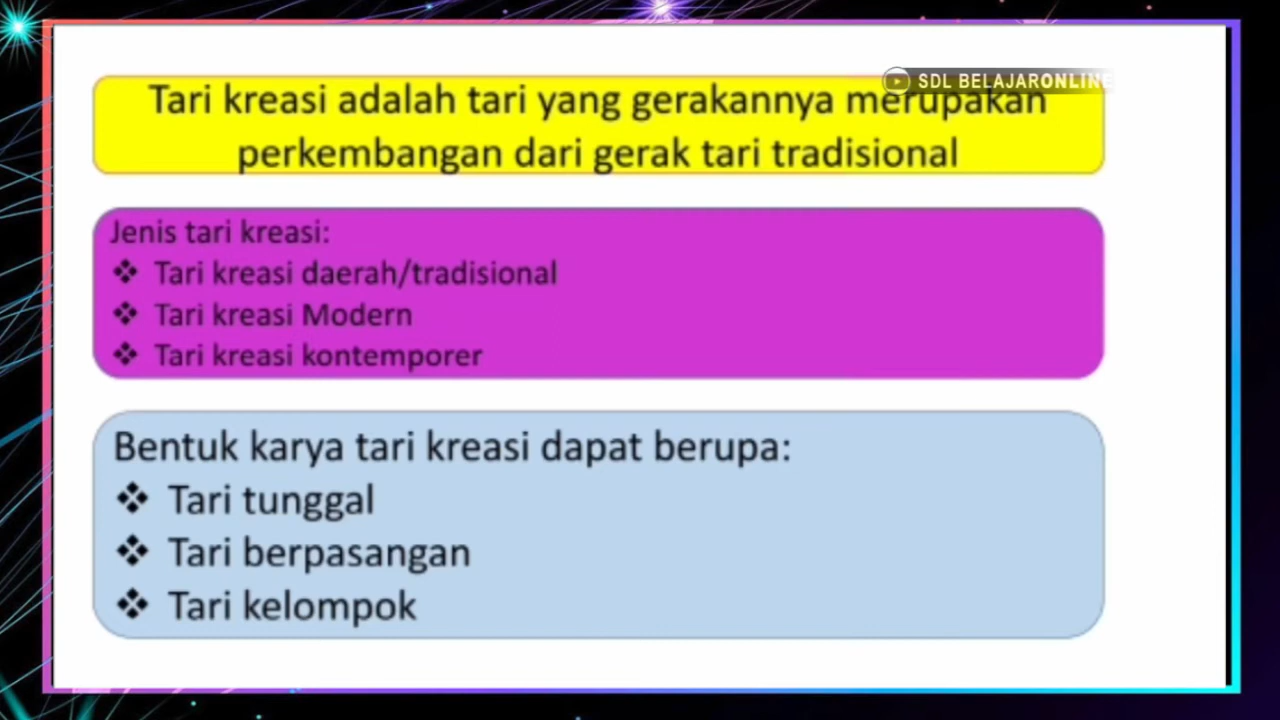 SDL BELAJARONLINE
Tari kreasi adalah tari yang gerakannya merupakan
perkembangan dari gerak tari tradisional
Jenis tari kreasi:
❖ Tari kreasi daerah/tradisional
❖ Tari kreasi Modern
❖ Tari kreasi kontemporer
Bentuk karya tari kreasi dapat berupa:
❖ Tari tunggal
❖ Tari berpasangan
❖ Tari kelompok